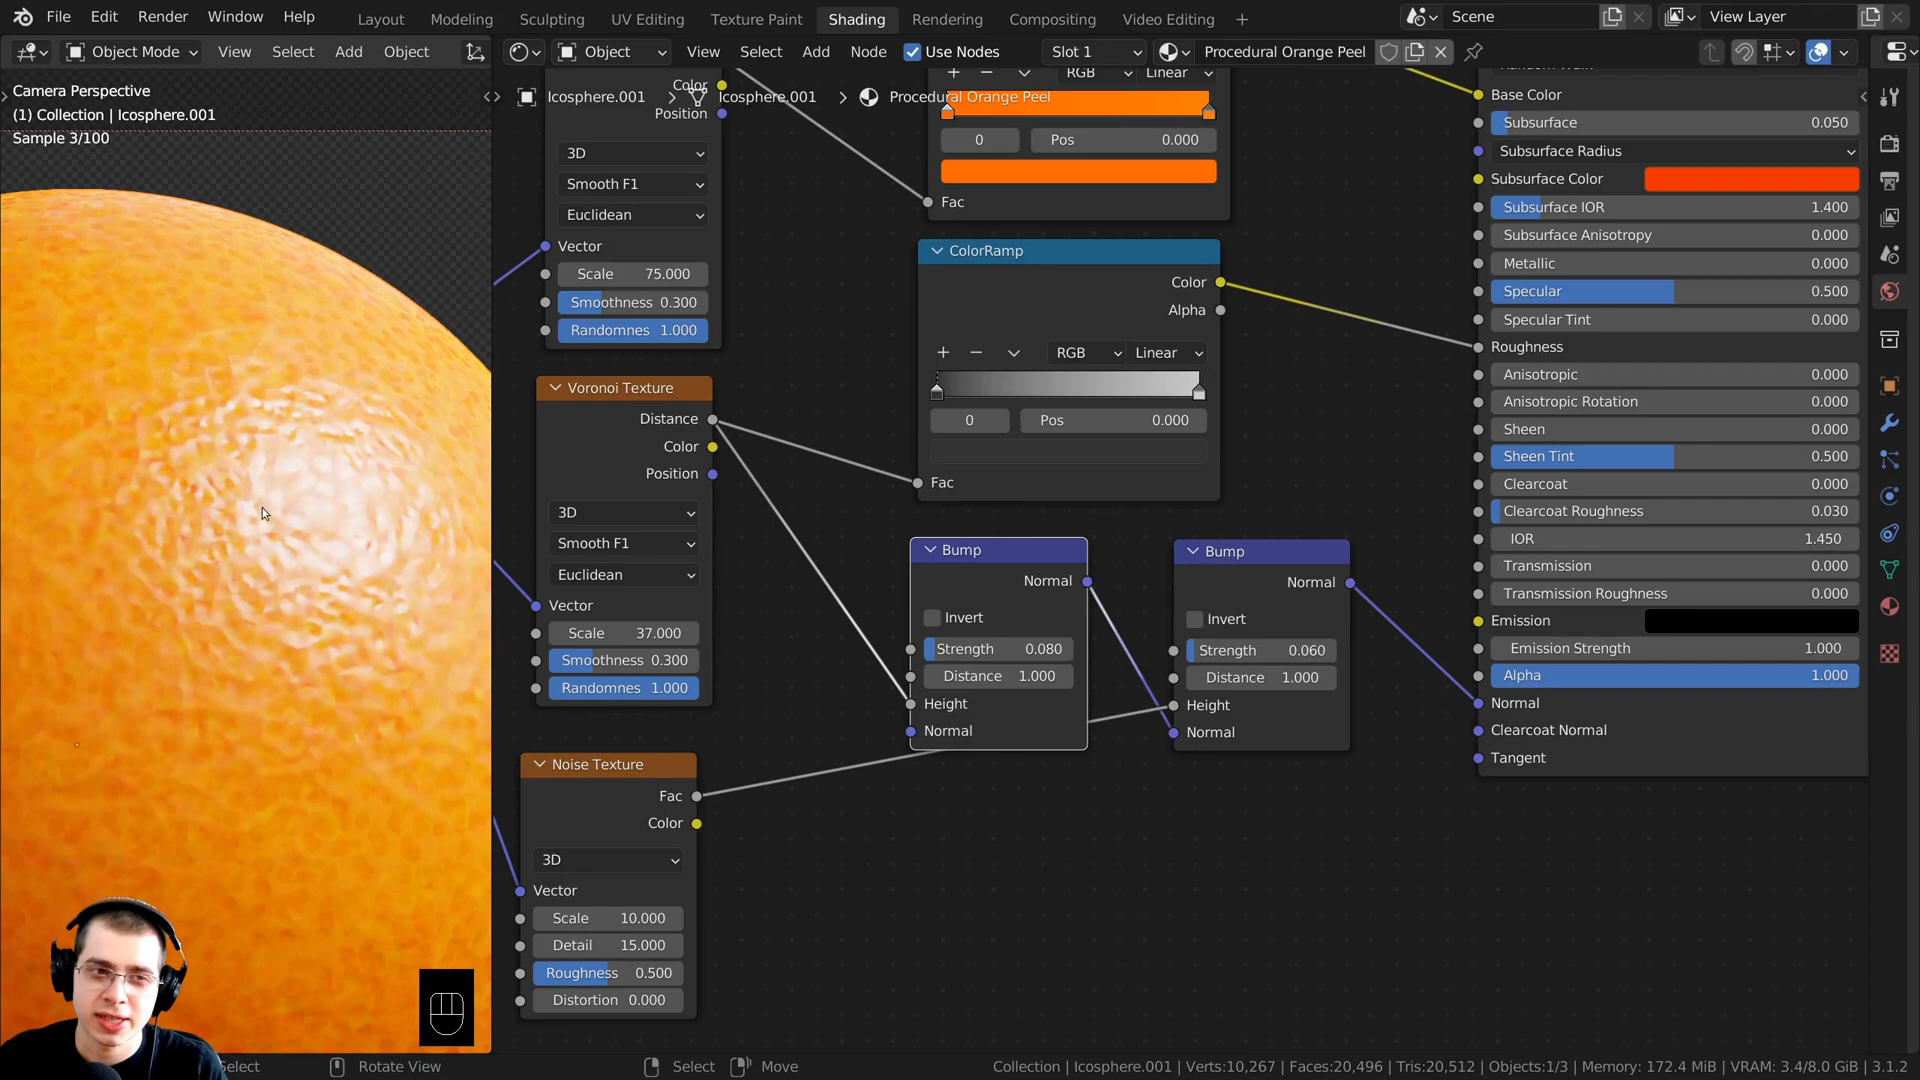 File Edit Render Window Help Layout Modeling Sculpting UV Editing Texture Paint Shading Rendering Compositing Video Editing + Scene View Layer
Object Mode View Select Add Object Object View Select Add Node Use Nodes Slot 1 Procedural Orange Peel
Camera Perspective
(1) Collection | Icosphere.001
Sample 3/100
Icosphere.001 > Icosphere.001 > Procedural Orange Peel
Color
Position
3D
Smooth F1
Euclidean
Vector
Scale 75.000
Smoothness 0.300
Randomnes 1.000
Voronoi Texture
Distance
Color
Position
3D
Smooth F1
Euclidean
Vector
Scale 37.000
Smoothness 0.300
Randomnes 1.000
Noise Texture
Fac
Color
3D
Vector
Scale 10.000
Detail 15.000
Roughness 0.500
Distortion 0.000
+ − RGB Linear
0 Pos 0.000
Fac
ColorRamp
Color
Alpha
+ − RGB Linear
0 Pos 0.000
Fac
Bump
Normal
Invert
Strength 0.080
Distance 1.000
Height
Normal
Bump
Normal
Invert
Strength 0.060
Distance 1.000
Height
Normal
Base Color
Subsurface 0.050
Subsurface Radius
Subsurface Color
Subsurface IOR 1.400
Subsurface Anisotropy 0.000
Metallic 0.000
Specular 0.500
Specular Tint 0.000
Roughness
Anisotropic 0.000
Anisotropic Rotation 0.000
Sheen 0.000
Sheen Tint 0.500
Clearcoat 0.000
Clearcoat Roughness 0.030
IOR 1.450
Transmission 0.000
Transmission Roughness 0.000
Emission
Emission Strength 1.000
Alpha 1.000
Normal
Clearcoat Normal
Tangent
Select Rotate View Select Move Collection | Icosphere.001 | Verts:10,267 | Faces:20,496 | Tris:20,512 | Objects:1/3 | Memory: 172.4 MiB | VRAM: 3.4/8.0 GiB | 3.1.2